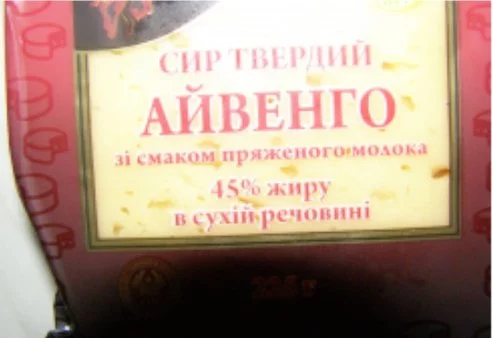 СИР ТВЕРДИЙ
АЙВЕНГО
зі смаком пряженого молока
45% жиру
в сухій речовині